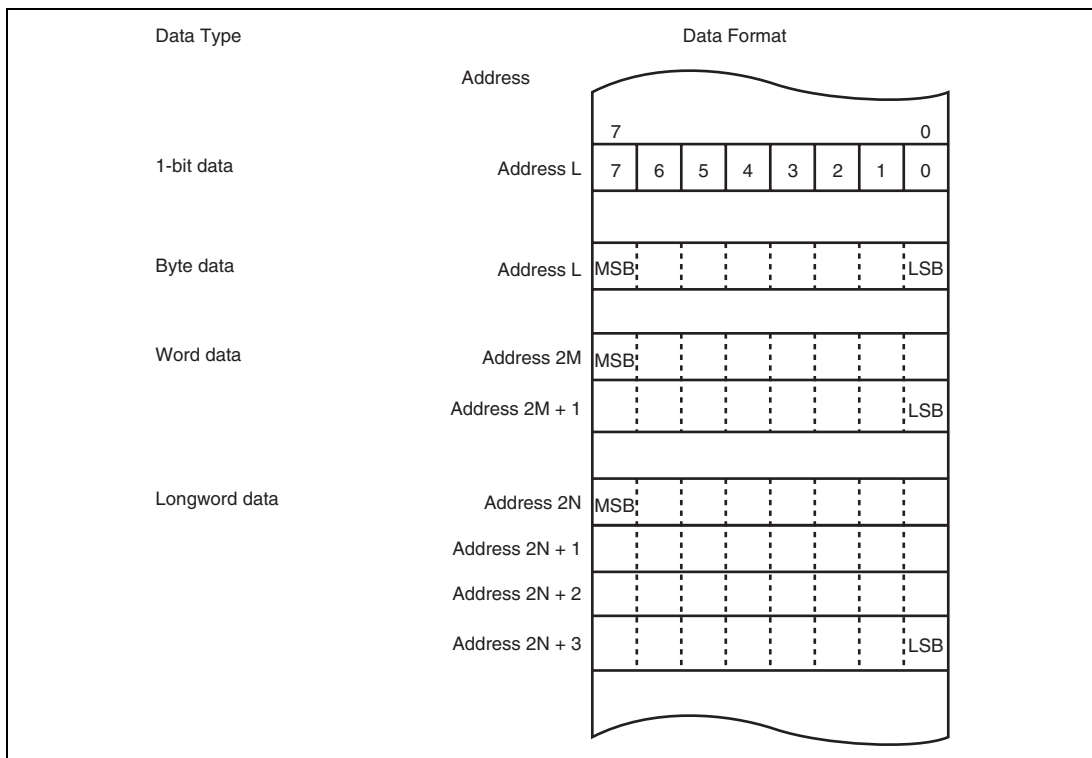 Data Type Data Format
Address
7 0
1-bit data Address L 7 6 5 4 3 2 1 0
Byte data Address L MSB LSB
Word data Address 2M MSB
Address 2M + 1 LSB
Longword data Address 2N MSB
Address 2N + 1
Address 2N + 2
Address 2N + 3 LSB